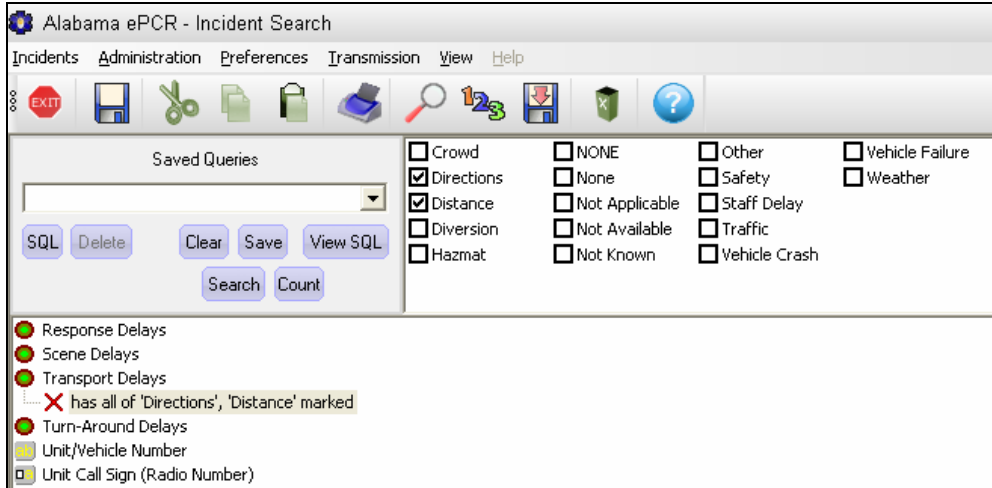 Alabama ePCR - Incident Search
Incidents Administration Preferences Transmission View Help
EXIT
123
X
?
Saved Queries
SQL Delete Clear Save View SQL
Search Count
Crowd NONE Other Vehicle Failure
Directions None Safety Weather
Distance Not Applicable Staff Delay
Diversion Not Available Traffic
Hazmat Not Known Vehicle Crash
Response Delays
Scene Delays
Transport Delays
has all of 'Directions', 'Distance' marked
Turn-Around Delays
ab Unit/Vehicle Number
Unit Call Sign (Radio Number)